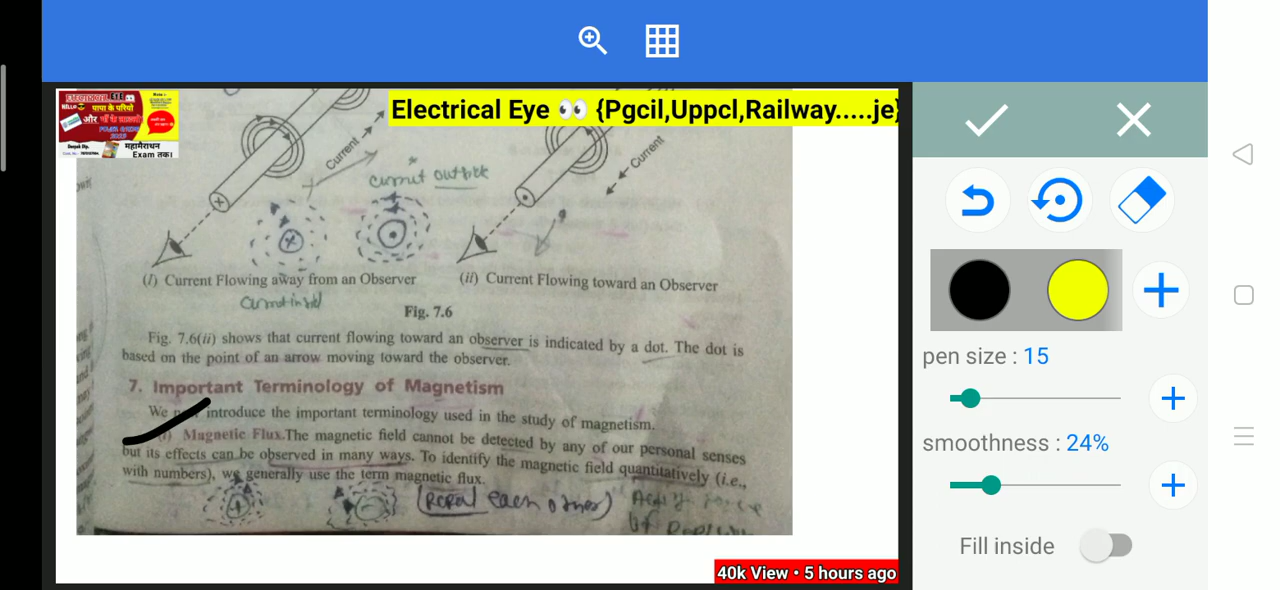 Electrical Eye 👀 {Pgcil,Uppcl,Railway.....je}
ELECTRICAL EYE
पापा के परियो
और
महामैराथन
Exam तक।
Current
Current
current outside
(i) Current Flowing away from an Observer
(ii) Current Flowing toward an Observer
Fig. 7.6
Fig. 7.6(ii) shows that current flowing toward an observer is indicated by a dot. The dot is
based on the point of an arrow moving toward the observer.
7. Important Terminology of Magnetism
We introduce the important terminology used in the study of magnetism.
(i) Magnetic Flux. The magnetic field cannot be detected by any of our personal senses
but its effects can be observed in many ways. To identify the magnetic field quantitatively (i.e.,
with numbers), we generally use the term magnetic flux.
(Repel each other)
40k View • 5 hours ago
pen size : 15
smoothness : 24%
Fill inside